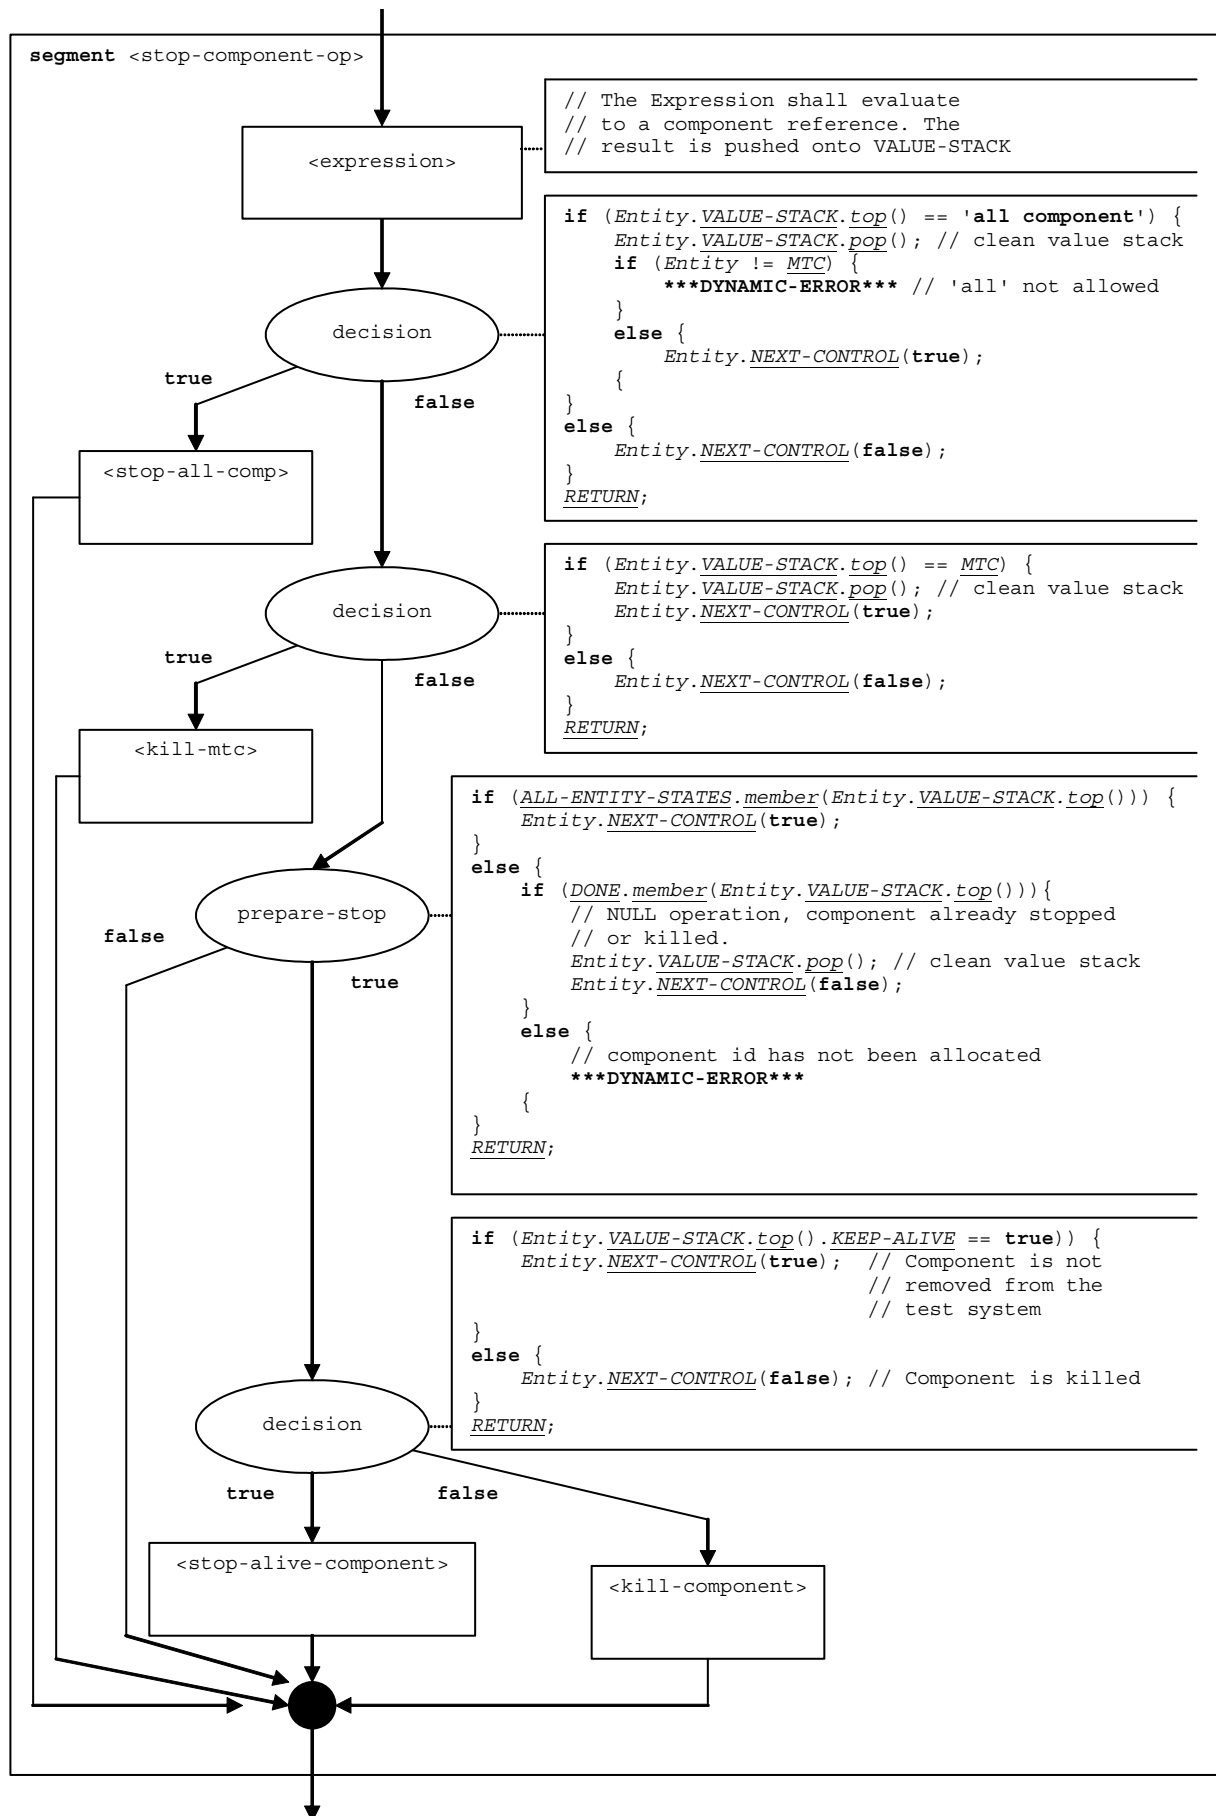 segment <stop-component-op>
// The Expression shall evaluate
// to a component reference. The
// result is pushed onto VALUE-STACK
<expression>
if (Entity.VALUE-STACK.top() == 'all component') {
Entity.VALUE-STACK.pop(); // clean value stack
if (Entity != MTC) {
***DYNAMIC-ERROR*** // 'all' not allowed
}
else {
Entity.NEXT-CONTROL(true);
{
}
else {
Entity.NEXT-CONTROL(false);
}
RETURN;
decision
true
false
<stop-all-comp>
if (Entity.VALUE-STACK.top() == MTC) {
Entity.VALUE-STACK.pop(); // clean value stack
Entity.NEXT-CONTROL(true);
}
else {
Entity.NEXT-CONTROL(false);
}
RETURN;
decision
true
false
<kill-mtc>
if (ALL-ENTITY-STATES.member(Entity.VALUE-STACK.top())) {
Entity.NEXT-CONTROL(true);
}
else {
if (DONE.member(Entity.VALUE-STACK.top())){
// NULL operation, component already stopped
// or killed.
Entity.VALUE-STACK.pop(); // clean value stack
Entity.NEXT-CONTROL(false);
}
else {
// component id has not been allocated
***DYNAMIC-ERROR***
{
}
RETURN;
prepare-stop
false
true
if (Entity.VALUE-STACK.top().KEEP-ALIVE == true)) {
Entity.NEXT-CONTROL(true); // Component is not
// removed from the
// test system
}
else {
Entity.NEXT-CONTROL(false); // Component is killed
}
RETURN;
decision
true
false
<stop-alive-component>
<kill-component>